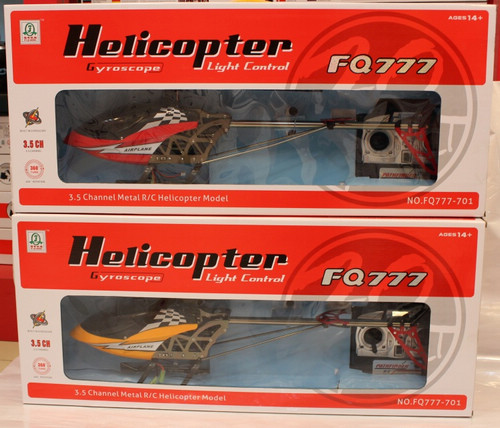 AGES 14+
Helicopter
Gyroscope Light Control
FQ777
3.5 CH
360
AIRPLANE
3.5 Channel Metal R/C Helicopter Model
NO.FQ777-701
AGES 14+
Helicopter
Gyroscope Light Control
FQ777
3.5 CH
AIRPLANE
3.5 Channel Metal R/C Helicopter Model
NO.FQ777-701